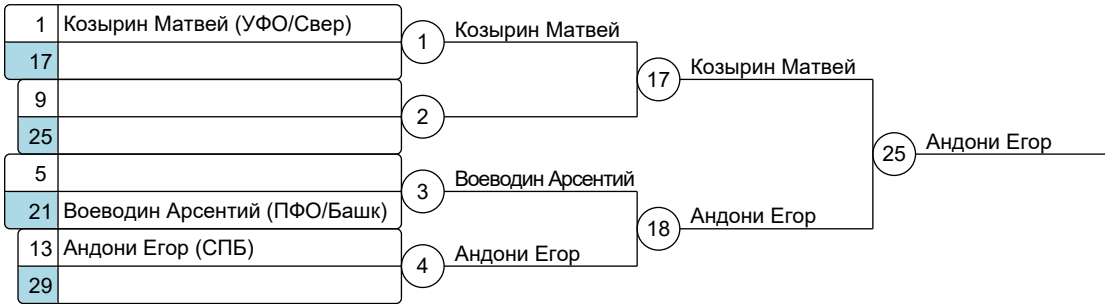 1 Козырин Матвей (УФО/Свер)
17
1
Козырин Матвей
9
25
2
17
Козырин Матвей
5
21 Воеводин Арсентий (ПФО/Башк)
3
Воеводин Арсентий
13 Андони Егор (СПБ)
29
4
Андони Егор
18
Андони Егор
25
Андони Егор